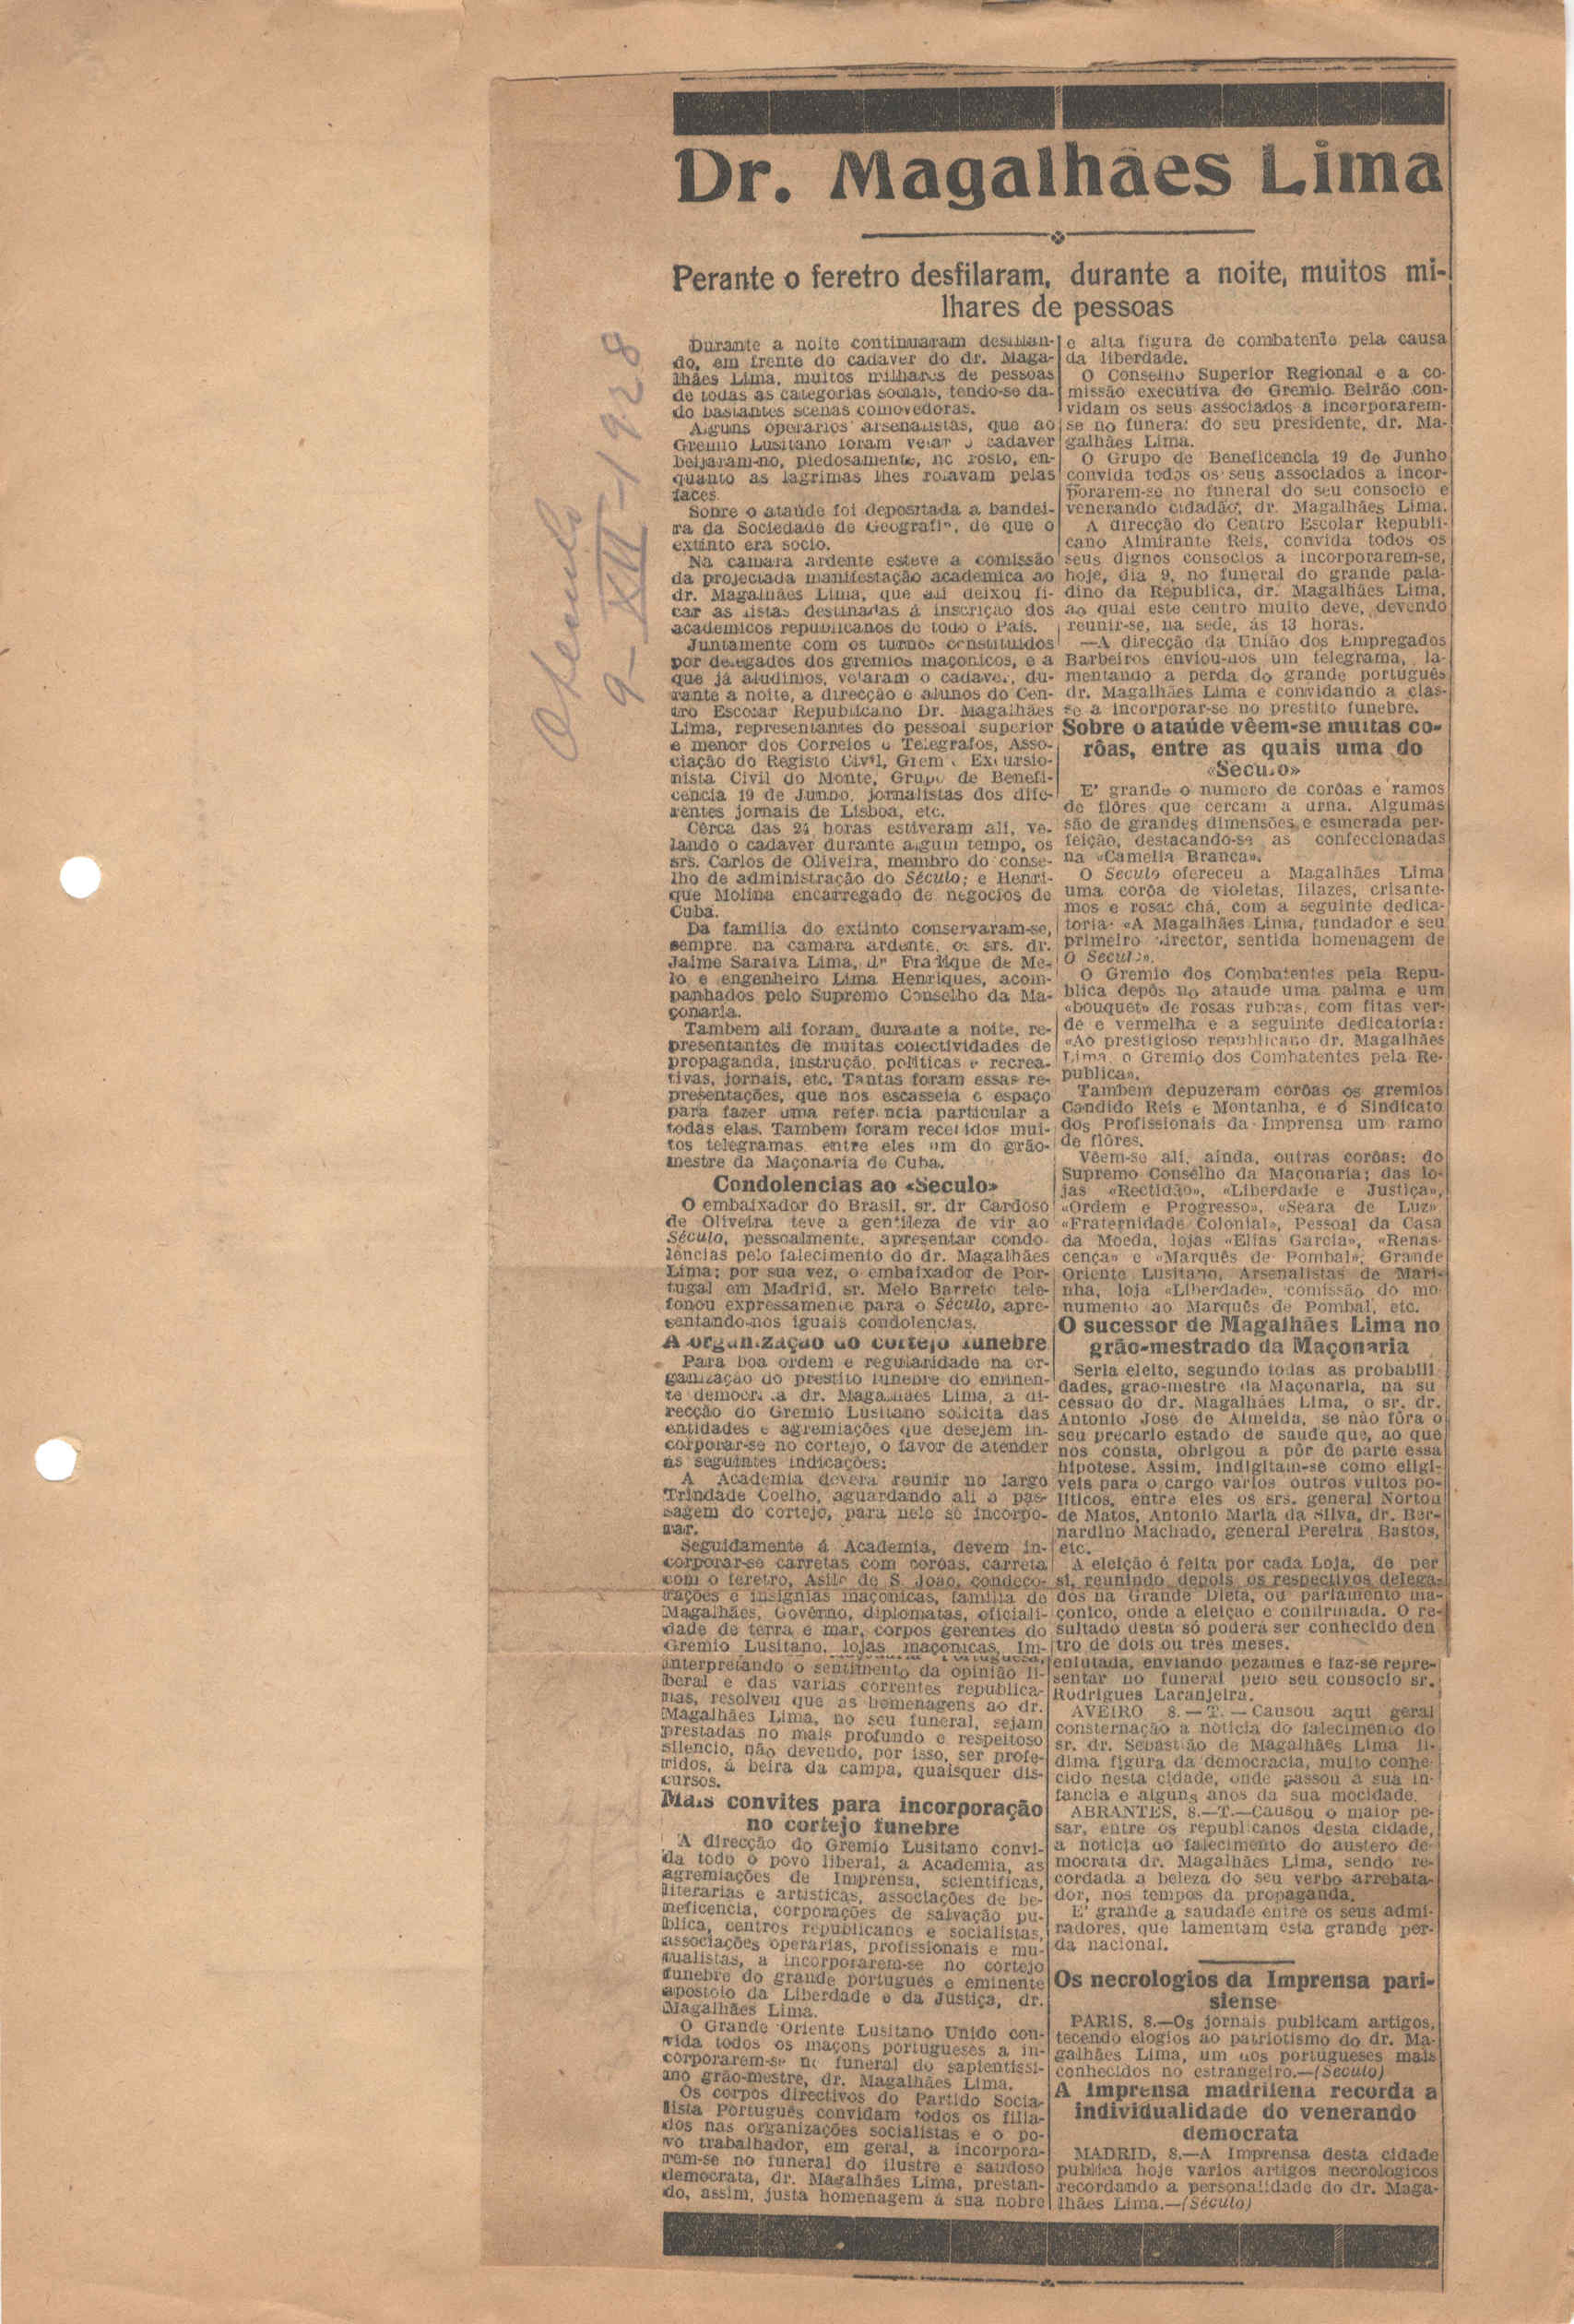 Dr. Magalhães Lima
Perante o feretro desfilaram, durante a noite, muitos mi-
lhares de pessoas
O Seculo
9-XII-1928
Durante a noite continuaram desfilan-
do, em frente do cadaver do dr. Maga-
lhães Lima, muitos milhares de pessoas
de todas as categorias sociais, tendo-se da-
do bastantes scenas comovedoras.
Alguns operarios arsenalistas, que ao
Gremio Lusitano foram velar o cadaver
beijaram-no, piedosamente, no rosto, en-
quanto as lagrimas lhes rolavam pelas
faces.
Sobre o ataúde foi depositada a bandei-
ra da Sociedade de Geografia, de que o
extinto era socio.
Na camara ardente esteve a comissão
da projectada manifestação academica ao
dr. Magalhães Lima, que ali deixou fi-
car as listas destinadas á inscrição dos
academicos republicanos de todo o País.
Juntamente com os turnos constituidos
por delegados dos gremios maçonicos, e a
que já aludimos, velaram o cadaver, du-
rante a noite, a direcção e alunos do Cen-
tro Escolar Republicano Dr. Magalhães
Lima, representantes do pessoal superior
e menor dos Correios e Telegrafos, Asso-
ciação do Registo Civil, Gremio Excursio-
nista Civil do Monte, Grupo de Benefi-
cencia 19 de Junho, jornalistas dos dife-
rentes jornais de Lisboa, etc.
Cêrca das 24 horas estiveram ali, ve-
lando o cadaver durante algum tempo, os
srs. Carlos de Oliveira, membro do conse-
lho de administração do Século; e Henri-
que Molina encarregado de negocios de
Cuba.
Da familia do extinto conservaram-se,
sempre, na camara ardente, os srs. dr.
Jaime Saraiva Lima, dr. Fradique de Me-
lo e engenheiro Lima Henriques, acom-
panhados pelo Supremo Conselho da Ma-
çonaria.
Tambem ali foram, durante a noite, re-
presentantes de muitas colectividades de
propaganda, instrução, politicas e recrea-
tivas, jornais, etc. Tantas foram essas re-
presentações, que nos escasseia o espaço
para fazer uma referencia particular a
todas elas. Tambem foram recebidos mui-
tos telegramas, entre eles um do grão-
mestre da Maçonaria de Cuba.
Condolencias ao «Seculo»
O embaixador do Brasil, sr. dr Cardoso
de Oliveira teve a gentileza de vir ao
Século, pessoalmente, apresentar condo-
lências pelo falecimento do dr. Magalhães
Lima; por sua vez, o embaixador de Por-
tugal em Madrid, sr. Melo Barreto tele-
fonou expressamente para o Século, apre-
sentando-nos iguais condolencias.
A organização do cortejo funebre
Para boa ordem e regularidade na or-
ganização do prestito funebre do eminen-
te democrata dr. Magalhães Lima, a di-
recção do Gremio Lusitano solicita das
entidades e agremiações que desejem in-
corporar-se no cortejo, o favor de atender
ás seguintes indicações:
A Academia devera reunir no largo
Trindade Coelho, aguardando ali a pas-
sagem do cortejo, para nele se incorpo-
rar.
Seguidamente á Academia, devem in-
corporar-se carretas com corôas, carreta
com o feretro, Asilo de S. João, condeco-
rações e insignias maçonicas, familia de
Magalhães, Govêrno, diplomatas, oficiali-
dade de terra e mar, corpos gerentes do
Gremio Lusitano, lojas maçonicas, Im-
interpretando o sentimento da opinião li-
beral e das varias correntes republica-
nas, resolveu que as homenagens ao dr.
Magalhães Lima, no seu funeral, sejam
prestadas no mais profundo e respeitoso
silencio, não devendo, por isso, ser profe-
ridos, á beira da campa, quaisquer dis-
cursos.
Mais convites para incorporação
no cortejo funebre
A direcção do Gremio Lusitano convi-
da todo o povo liberal, a Academia, as
agremiações de Imprensa, scientificas,
literarias e artisticas, associações de be-
neficencia, corporações de salvação pu-
blica, centros republicanos e socialistas,
associações operarias, profissionais e mu-
tualistas, a incorporarem-se no cortejo
funebre do grande português e eminente
apostolo da Liberdade e da Justiça, dr.
Magalhães Lima.
O Grande Oriente Lusitano Unido con-
vida todos os maçons portugueses a in-
corporarem-se no funeral do sapientissi-
mo grão-mestre, dr. Magalhães Lima.
Os corpos directivos do Partido Socia-
lista Português convidam todos os filia-
dos nas organizações socialistas e o po-
vo trabalhador, em geral, a incorpora-
rem-se no funeral do ilustre e saudoso
democrata, dr. Magalhães Lima, prestan-
do, assim, justa homenagem á sua nobre
e alta figura de combatente pela causa
da liberdade.
O Conselho Superior Regional e a co-
missão executiva do Gremio Beirão con-
vidam os seus associados a incorporarem-
se no funeral do seu presidente, dr. Ma-
galhães Lima.
O Grupo de Beneficencia 19 de Junho
convida todos os seus associados a incor-
porarem-se no funeral do seu consocio e
venerando cidadão, dr. Magalhães Lima.
A direcção do Centro Escolar Republi-
cano Almirante Reis, convida todos os
seus dignos consocios a incorporarem-se,
hoje, dia 9, no funeral do grande pala-
dino da Republica, dr. Magalhães Lima,
ao qual este centro muito deve, devendo
reunir-se, na sede, ás 13 horas.
—A direcção da União dos Empregados
Barbeiros enviou-nos um telegrama, la-
mentando a perda do grande português
dr. Magalhães Lima e convidando a clas-
se a incorporar-se no prestito funebre.
Sobre o ataúde vêem-se muitas co-
rôas, entre as quais uma do
«Seculo»
E' grande o numero de corôas e ramos
de flôres que cercam a urna. Algumas
são de grandes dimensões e esmerada per-
feição, destacando-se as confeccionadas
na «Camelia Branca».
O Seculo ofereceu a Magalhães Lima
uma corôa de violetas, lilazes, crisante-
mos e rosas chá, com a seguinte dedica-
toria: «A Magalhães Lima, fundador e seu
primeiro director, sentida homenagem de
O Seculo».
O Gremio dos Combatentes pela Repu-
blica depôs no ataude uma palma e um
«bouquet» de rosas rubras, com fitas ver-
de e vermelha e a seguinte dedicatoria:
«Ao prestigioso republicano dr. Magalhães
Lima, o Gremio dos Combatentes pela Re-
publica».
Tambem depuzeram corôas os gremios
Candido Reis e Montanha, e o Sindicato
dos Profissionais da Imprensa um ramo
de flôres.
Vêem-se ali, ainda, outras corôas: do
Supremo Conselho da Maçonaria; das lo-
jas «Rectidão», «Liberdade e Justiça»,
«Ordem e Progresso», «Seara de Luz»
«Fraternidade Colonial», Pessoal da Casa
da Moeda, lojas «Elias Garcia», «Renas-
cença» e «Marquês de Pombal»; Grande
Oriente Lusitano, Arsenalistas de Mari-
nha, loja «Liberdade», comissão do mo
numento ao Marquês de Pombal, etc.
O sucessor de Magalhães Lima no
grão-mestrado da Maçonaria
Seria eleito, segundo todas as probabili
dades, grao-mestre da Maçonaria, na su
cessão do dr. Magalhães Lima, o sr. dr.
Antonio José de Almeida, se não fôra o
seu precario estado de saude que, ao que
nos consta, obrigou a pôr de parte essa
hipotese. Assim, indigitam-se como eligi-
veis para o cargo varios outros vultos po-
liticos, entre eles os srs. general Norton
de Matos, Antonio Maria da Silva, dr. Ber-
nardino Machado, general Pereira Bastos,
etc.
A eleição é feita por cada Loja, de per
si, reunindo depois os respectivos delega-
dos na Grande Dieta, ou parlamento ma-
çonico, onde a eleição e confirmada. O re-
sultado desta só poderá ser conhecido den
tro de dois ou três meses.
enlutada, enviando pezames e faz-se repre-
sentar no funeral pelo seu consocio sr.
Rodrigues Laranjeira.
AVEIRO 8.—T.—Causou aqui geral
consternação a noticia do falecimento do
sr. dr. Sebastião de Magalhães Lima lí-
dima figura da democracia, muito conhe
cido nesta cidade, onde passou a sua in-
fancia e alguns anos da sua mocidade.
ABRANTES, 8.—T.—Causou o maior pe-
sar, entre os republicanos desta cidade,
a noticia do falecimento do austero de-
mocrata dr. Magalhães Lima, sendo re-
cordada a beleza do seu verbo arrebata-
dor, nos tempos da propaganda.
E' grande a saudade entre os seus admi-
radores, que lamentam esta grande per-
da nacional.
Os necrologios da Imprensa pari-
siense
PARIS, 8.—Os jornais publicam artigos,
tecendo elogios ao patriotismo do dr. Ma-
galhães Lima, um dos portugueses mais
conhecidos no estrangeiro.—(Seculo)
A imprensa madrilena recorda a
individualidade do venerando
democrata
MADRID, 8.—A Imprensa desta cidade
publica hoje varios artigos necrologicos
recordando a personalidade do dr. Maga-
lhães Lima.—(Século)